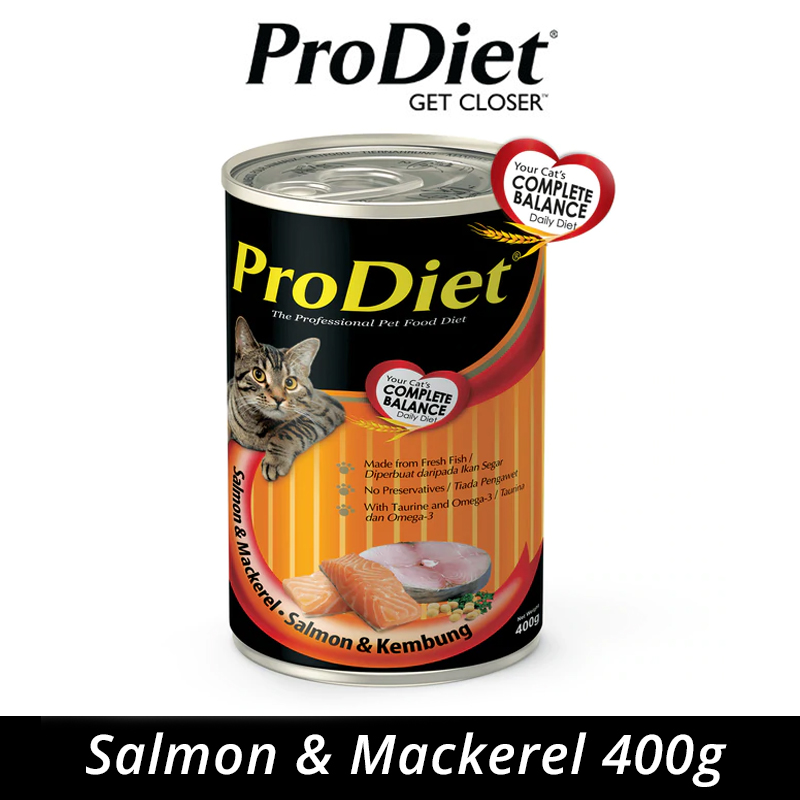 ProDiet®
GET CLOSER™
Your Cat's
COMPLETE
BALANCE
Daily Diet
ProDiet®
The Professional Pet Food Diet
Your Cat's
COMPLETE
BALANCE
Daily Diet
Made from Fresh Fish /
Diperbuat daripada Ikan Segar
No Preservatives / Tiada Pengawet
With Taurine and Omega-3 / Taurina
dan Omega-3
Salmon & Mackerel • Salmon & Kembung
Net Weight
400g
Salmon & Mackerel 400g